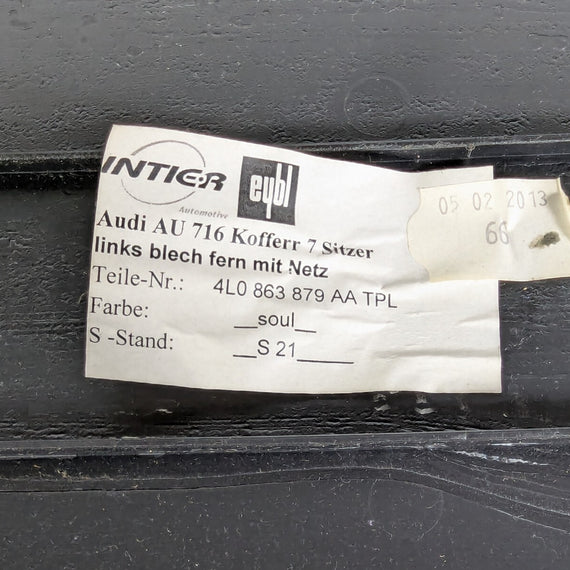 INTIER
Automotive
eybl
Audi AU 716 Kofferr 7 Sitzer
links blech fern mit Netz
Teile-Nr.: 4L0 863 879 AA TPL
Farbe: __soul__
S -Stand: __S 21_____
05 02 2013
66